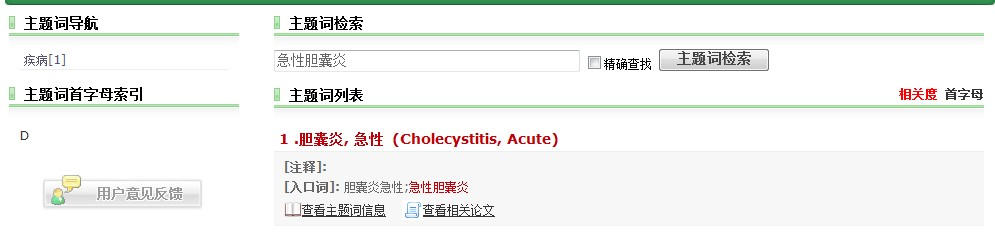 主题词导航
疾病[1]
主题词首字母索引
D
用户意见反馈
主题词检索
急性胆囊炎 精确查找 主题词检索
主题词列表 相关度 首字母
1 .胆囊炎, 急性 (Cholecystitis, Acute)
[注释]:
[入口词]: 胆囊炎急性;急性胆囊炎
查看主题词信息 查看相关论文